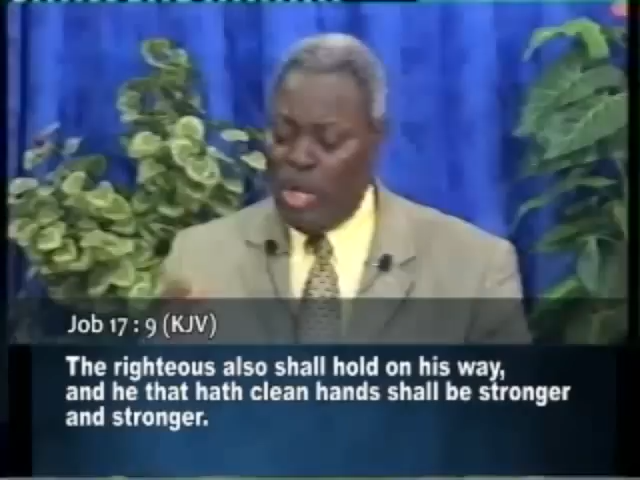 Job 17 : 9 (KJV)
The righteous also shall hold on his way,
and he that hath clean hands shall be stronger
and stronger.